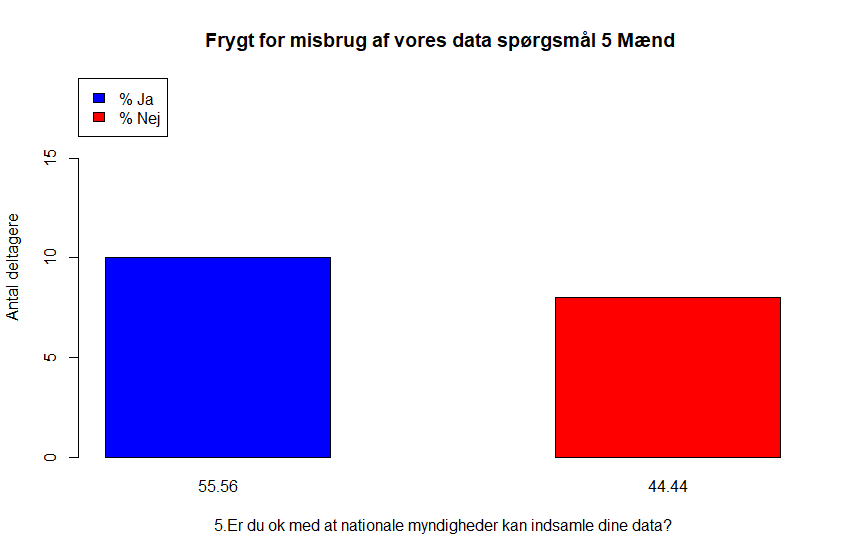 Frygt for misbrug af vores data spørgsmål 5 Mænd
% Ja
% Nej
15
10
5
0
Antal deltagere
55.56 44.44
5.Er du ok med at nationale myndigheder kan indsamle dine data?